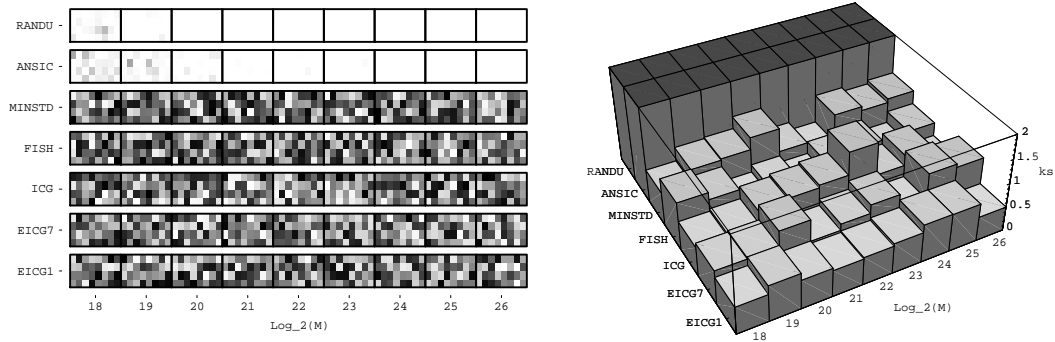 RANDU -
ANSIC -
MINSTD -
FISH -
ICG -
EICG7 -
EICG1 -
18 19 20 21 22 23 24 25 26
Log_2(M)
2
1.5
ks
1
0.5
0
RANDU
ANSIC
MINSTD
FISH
ICG
EICG7
EICG1
18 19 20 21 22 23 24 25 26
Log_2(M)